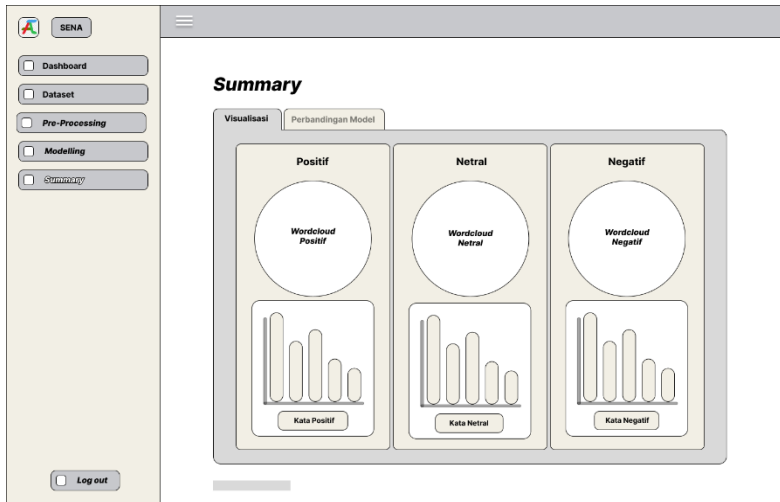 SENA
Dashboard
Dataset
Pre-Processing
Modelling
Summary
Log out
Summary
Visualisasi
Perbandingan Model
Positif
Wordcloud
Positif
Kata Positif
Netral
Wordcloud
Netral
Kata Netral
Negatif
Wordcloud
Negatif
Kata Negatif